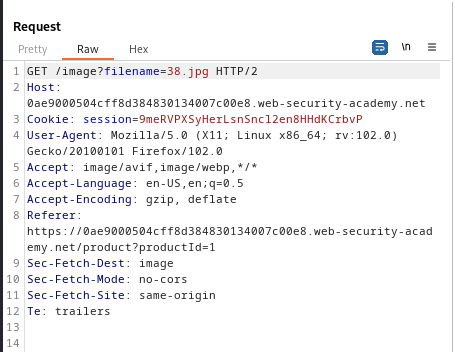 Request
Pretty Raw Hex
\n
1 GET /image?filename=38.jpg HTTP/2
2 Host:
0ae9000504cff8d384830134007c00e8.web-security-academy.net
3 Cookie: session=9meRVPXSyHerLsnSncl2en8HHdKCrbvP
4 User-Agent: Mozilla/5.0 (X11; Linux x86_64; rv:102.0)
Gecko/20100101 Firefox/102.0
5 Accept: image/avif,image/webp,*/*
6 Accept-Language: en-US,en;q=0.5
7 Accept-Encoding: gzip, deflate
8 Referer:
https://0ae9000504cff8d384830134007c00e8.web-security-acad
emy.net/product?productId=1
9 Sec-Fetch-Dest: image
10 Sec-Fetch-Mode: no-cors
11 Sec-Fetch-Site: same-origin
12 Te: trailers
13
14